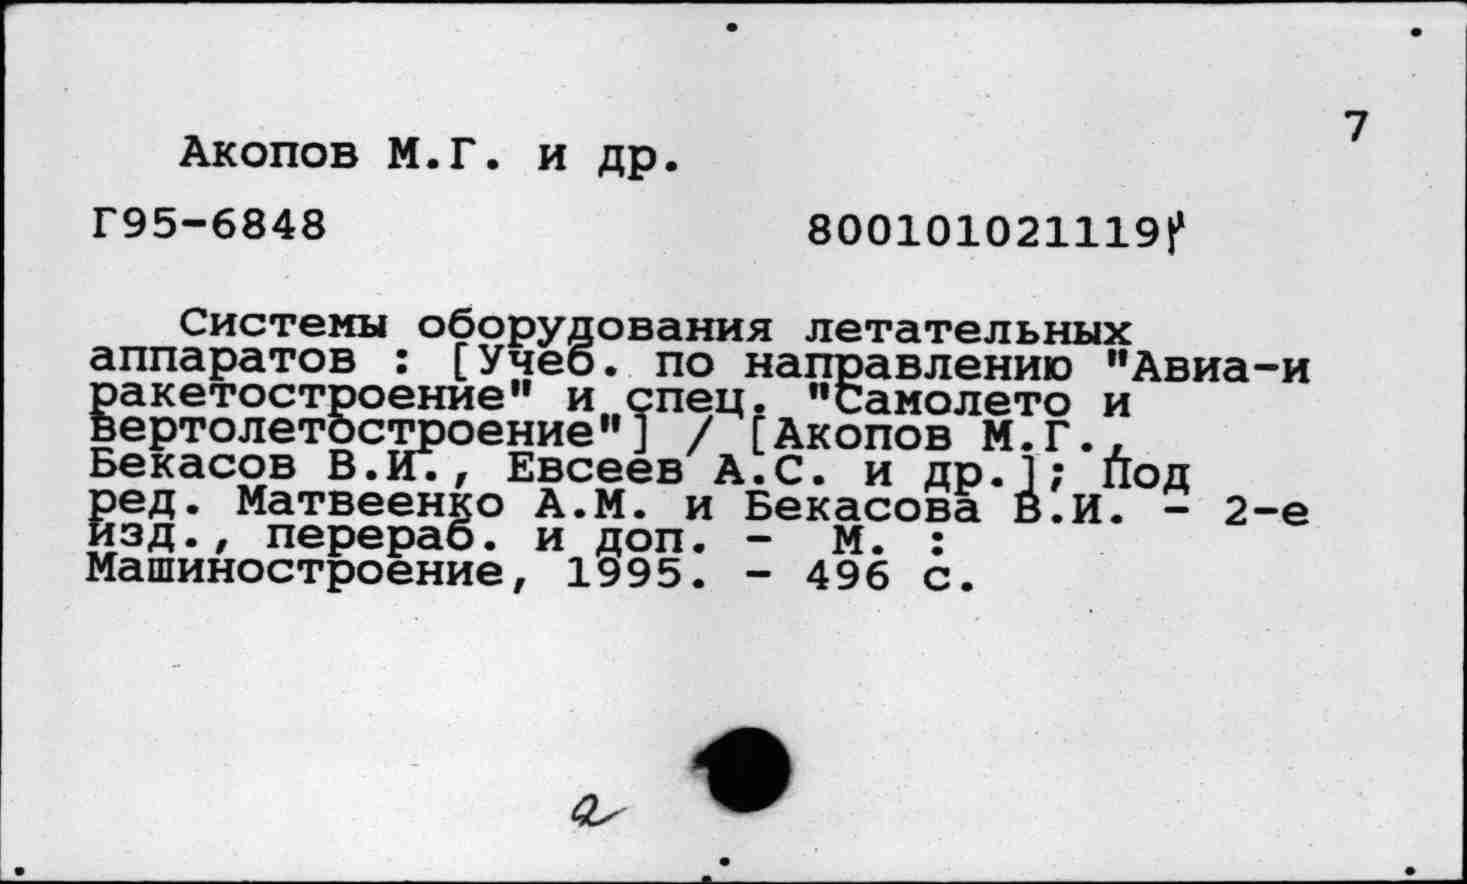 7
Акопов М.Г. и др.
Г95-6848 800101021119
Системы оборудования летательных
аппаратов : [Учеб. по направлению "Авиа-и
ракетостроение" и спец. "Самолето и
вертолетостроение"] / [Акопов М.Г.,
Бекасов В.И., Евсеев А.С. и др.]; Под
ред. Матвеенко А.М. и Бекасова В.И. - 2-е
изд., перераб. и доп. - М. :
Машиностроение, 1995. - 496 с.